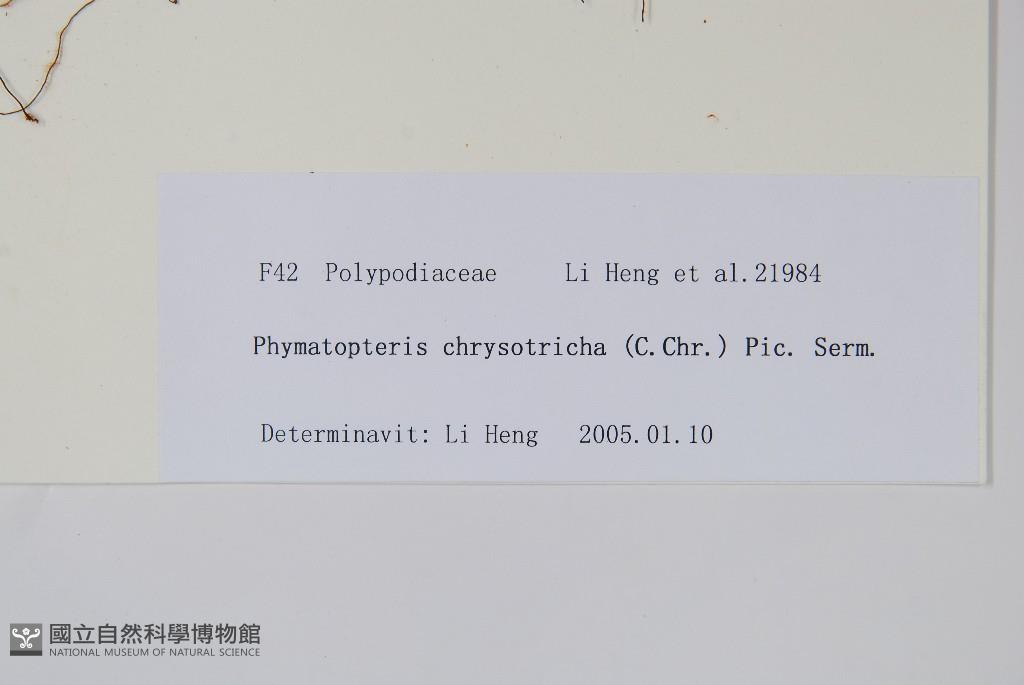 F42 Polypodiaceae Li Heng et al.21984
Phymatopteris chrysotricha (C.Chr.) Pic. Serm.
Determinavit: Li Heng 2005.01.10
國立自然科學博物館
NATIONAL MUSEUM OF NATURAL SCIENCE